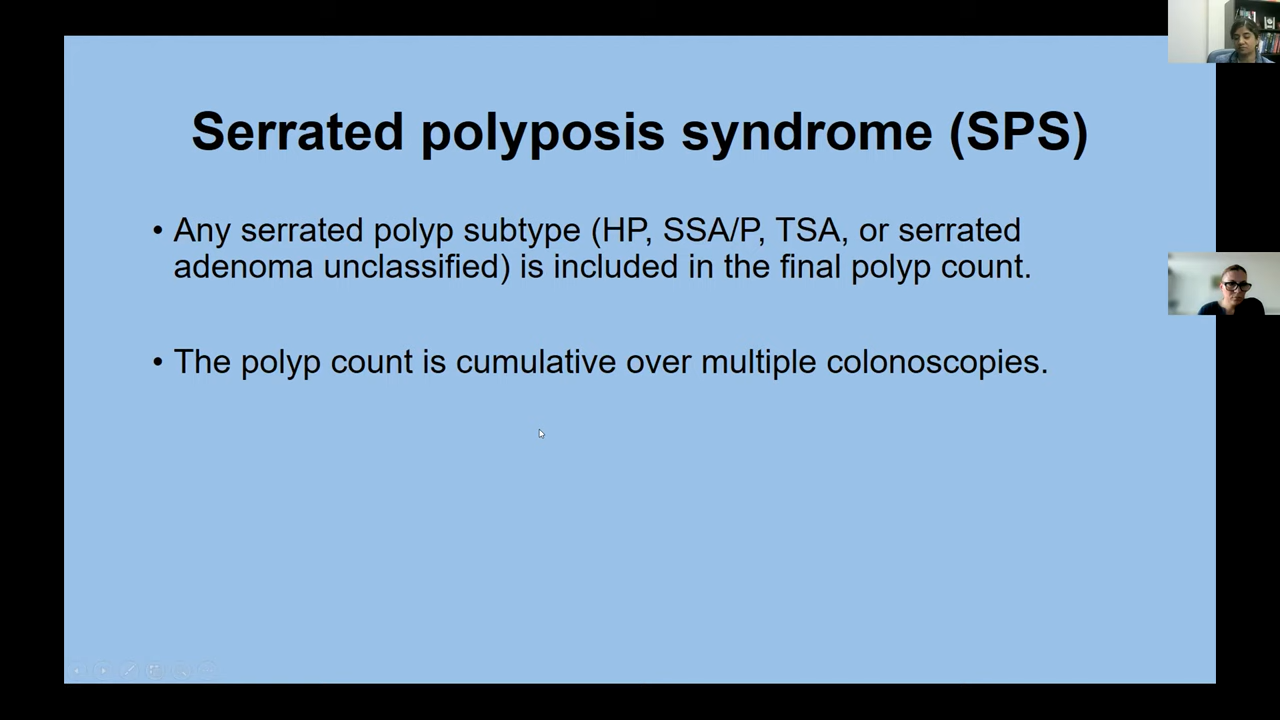 Serrated polyposis syndrome (SPS)
• Any serrated polyp subtype (HP, SSA/P, TSA, or serrated
adenoma unclassified) is included in the final polyp count.
• The polyp count is cumulative over multiple colonoscopies.